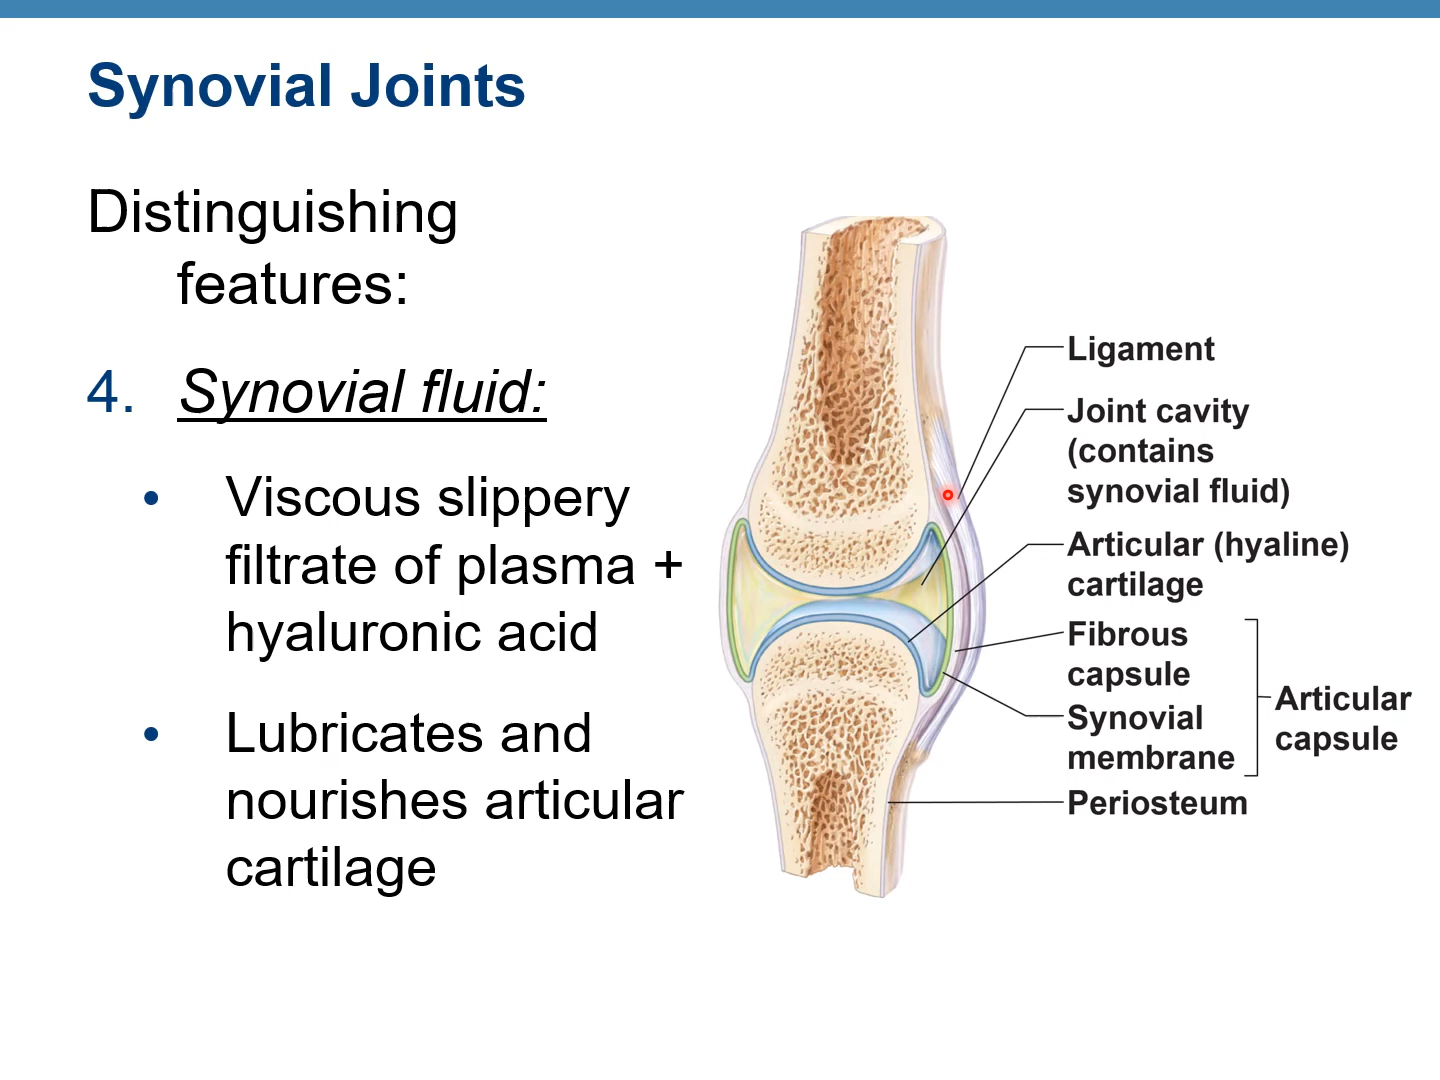 Synovial Joints
Distinguishing
features:
4. Synovial fluid:
• Viscous slippery
filtrate of plasma +
hyaluronic acid
• Lubricates and
nourishes articular
cartilage
Ligament
Joint cavity
(contains
synovial fluid)
Articular (hyaline)
cartilage
Fibrous
capsule
Synovial
membrane
Articular
capsule
Periosteum